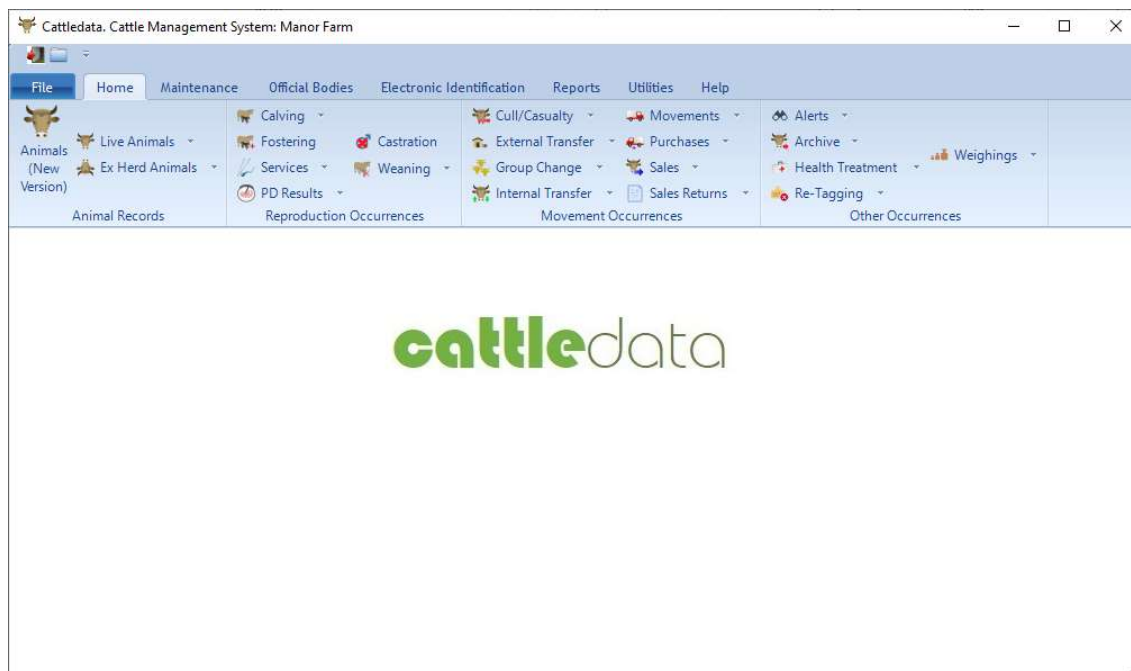 Cattledata. Cattle Management System: Manor Farm
File Home Maintenance Official Bodies Electronic Identification Reports Utilities Help
Animals
(New
Version)
Live Animals
Ex Herd Animals
Animal Records
Calving
Fostering
Services
PD Results
Castration
Weaning
Reproduction Occurrences
Cull/Casualty
External Transfer
Group Change
Internal Transfer
Movements
Purchases
Sales
Sales Returns
Movement Occurrences
Alerts
Archive
Health Treatment
Re-Tagging
Weighings
Other Occurrences
cattledata